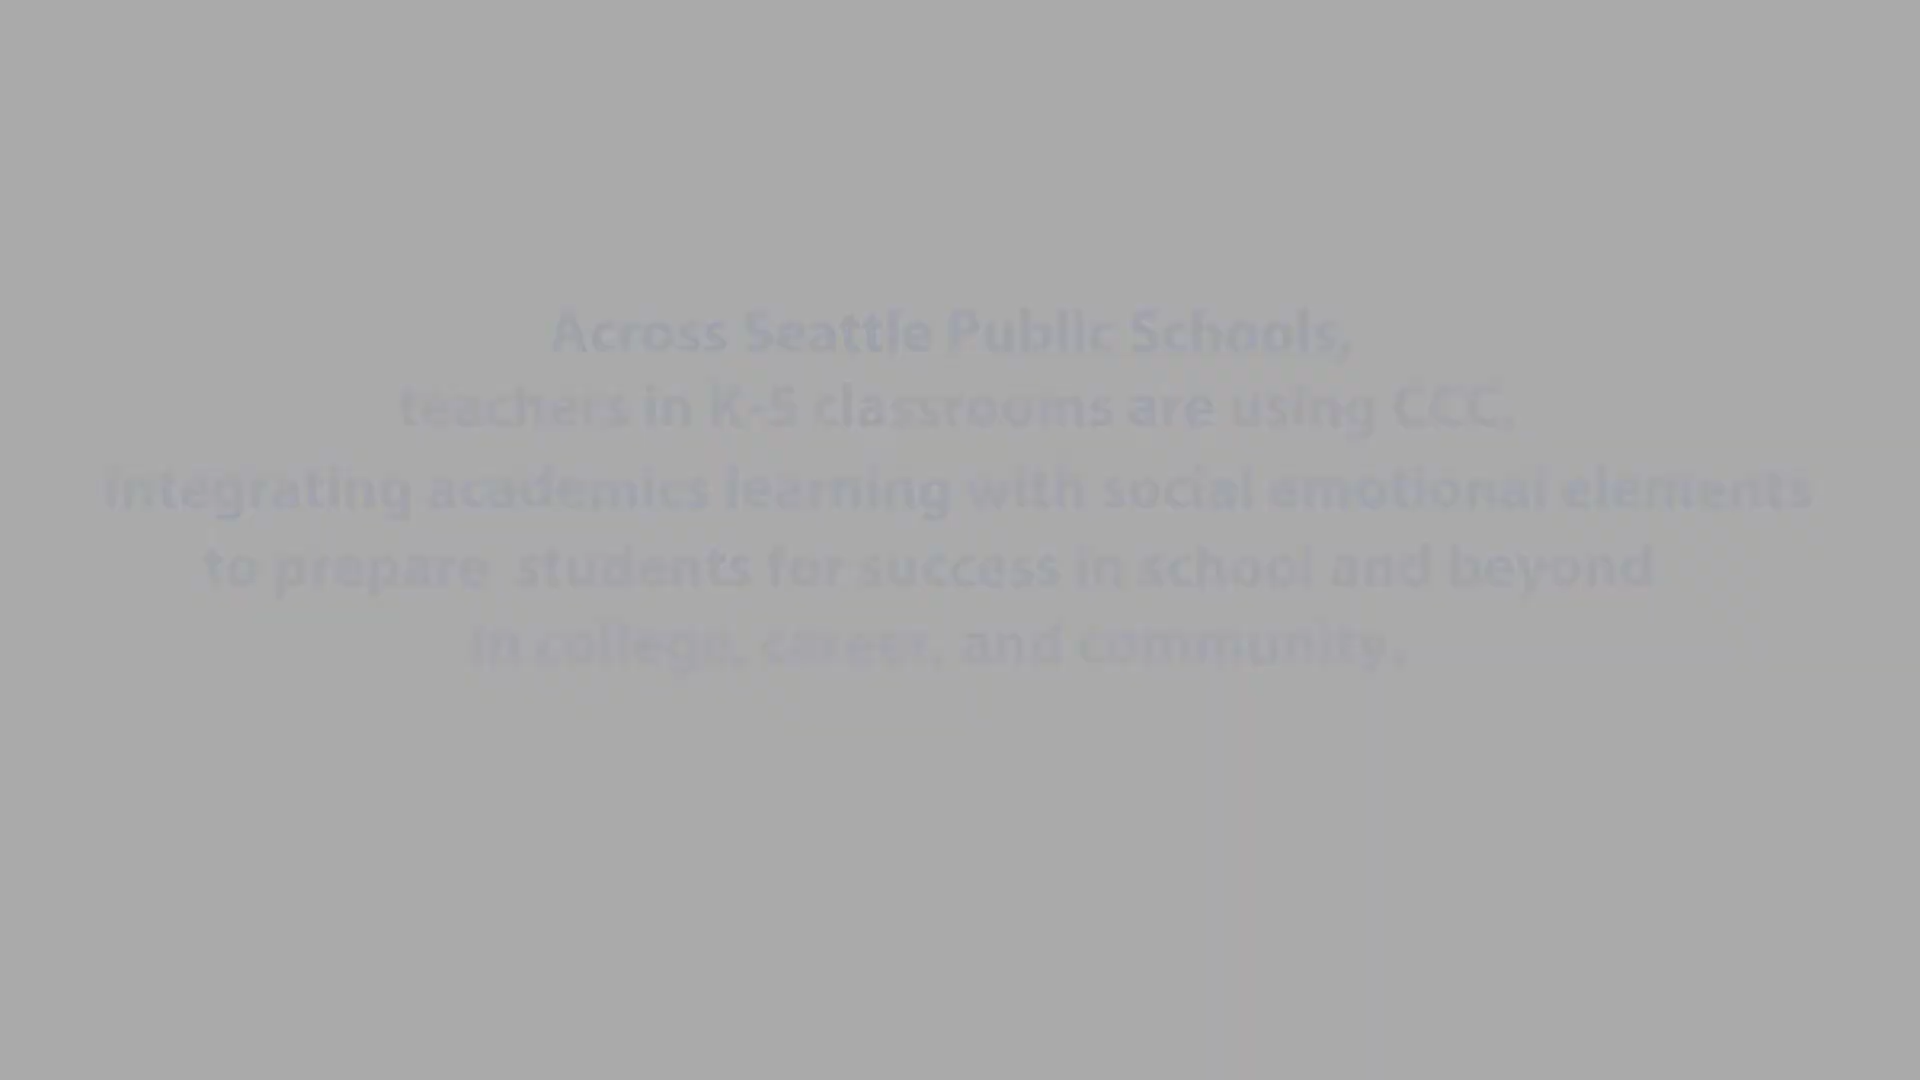 Across Seattle Public Schools,
teachers in K-5 classrooms are using CCC,
integrating academics learning with social emotional elements
to prepare  students for success in school and beyond
in college, career, and community.